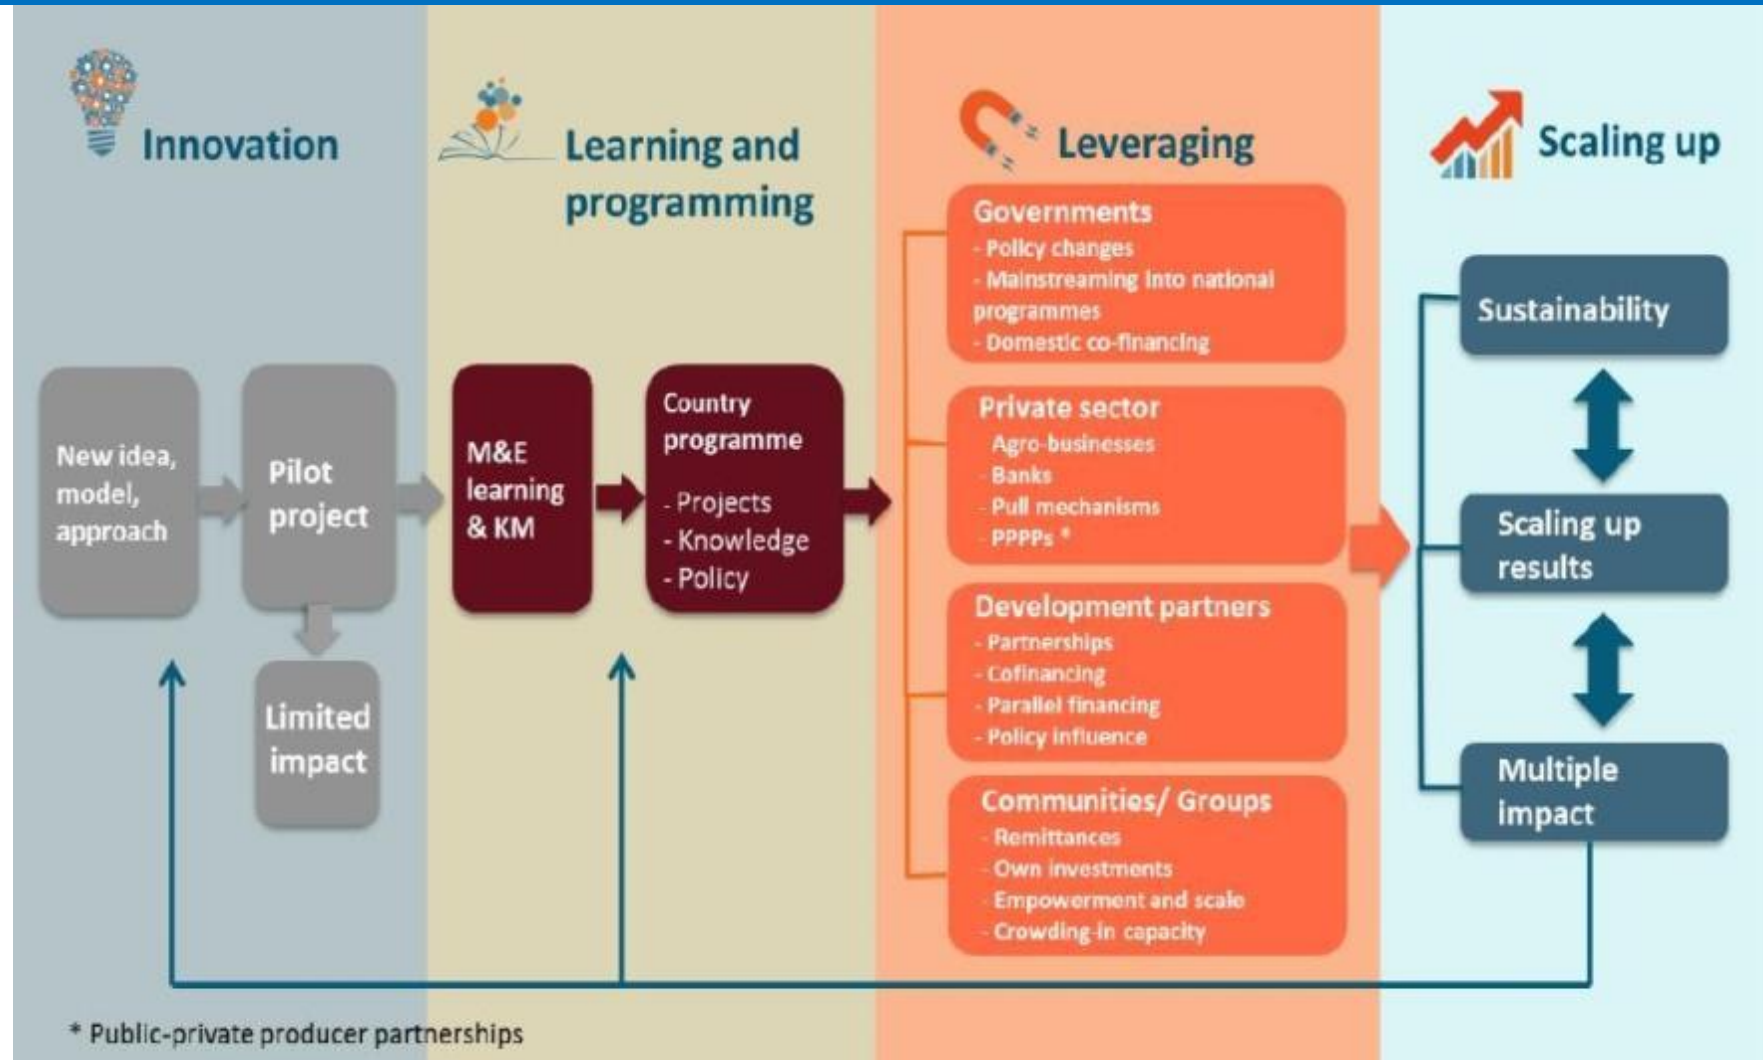 Innovation
Learning and
programming
Leveraging
Scaling up
New idea,
model,
approach
Pilot
project
Limited
impact
M&E
learning
& KM
Country
programme
- Projects
- Knowledge
- Policy
Governments
- Policy changes
- Mainstreaming into national
programmes
- Domestic co-financing
Private sector
Agro-businesses
- Banks
- Pull mechanisms
- PPPPs *
Development partners
- Partnerships
- Cofinancing
- Parallel financing
- Policy influence
Communities/ Groups
- Remittances
- Own investments
- Empowerment and scale
- Crowding-in capacity
Sustainability
Scaling up
results
Multiple
impact
* Public-private producer partnerships